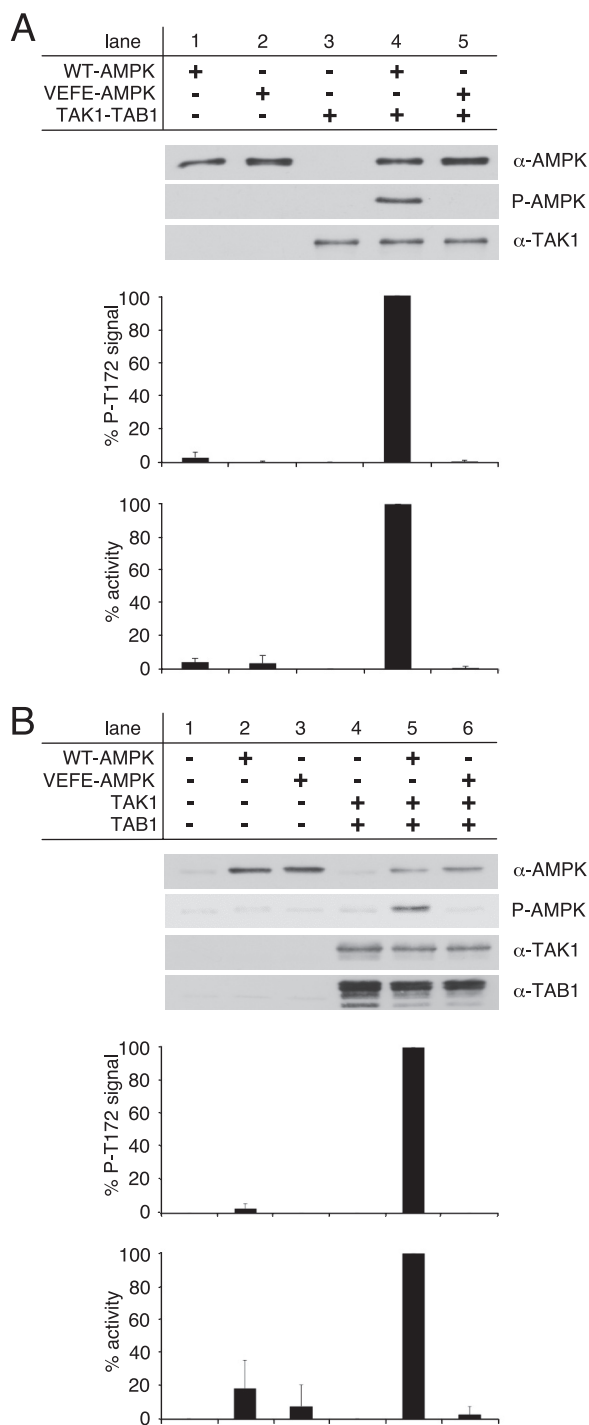 A
lane 1 2 3 4 5
WT-AMPK + - - + -
VEFE-AMPK - + - - +
TAK1-TAB1 - - + + +
α-AMPK
P-AMPK
α-TAK1
% P-T172 signal
100
80
60
40
20
0
% activity
100
80
60
40
20
0
B
lane 1 2 3 4 5 6
WT-AMPK - + - - + -
VEFE-AMPK - - + - - +
TAK1 - - - + + +
TAB1 - - - + + +
α-AMPK
P-AMPK
α-TAK1
α-TAB1
% P-T172 signal
100
80
60
40
20
0
% activity
100
80
60
40
20
0